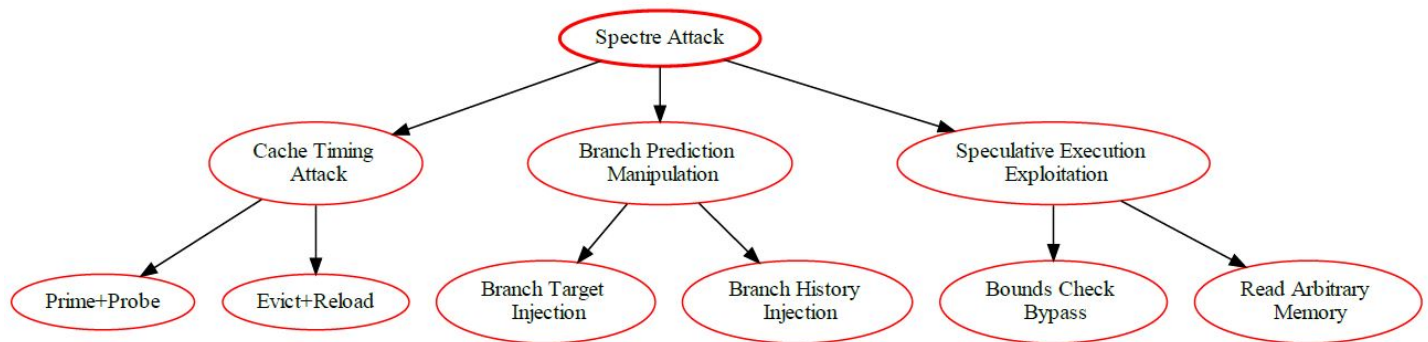 Spectre Attack
Cache Timing
Attack
Branch Prediction
Manipulation
Speculative Execution
Exploitation
Prime+Probe
Evict+Reload
Branch Target
Injection
Branch History
Injection
Bounds Check
Bypass
Read Arbitrary
Memory